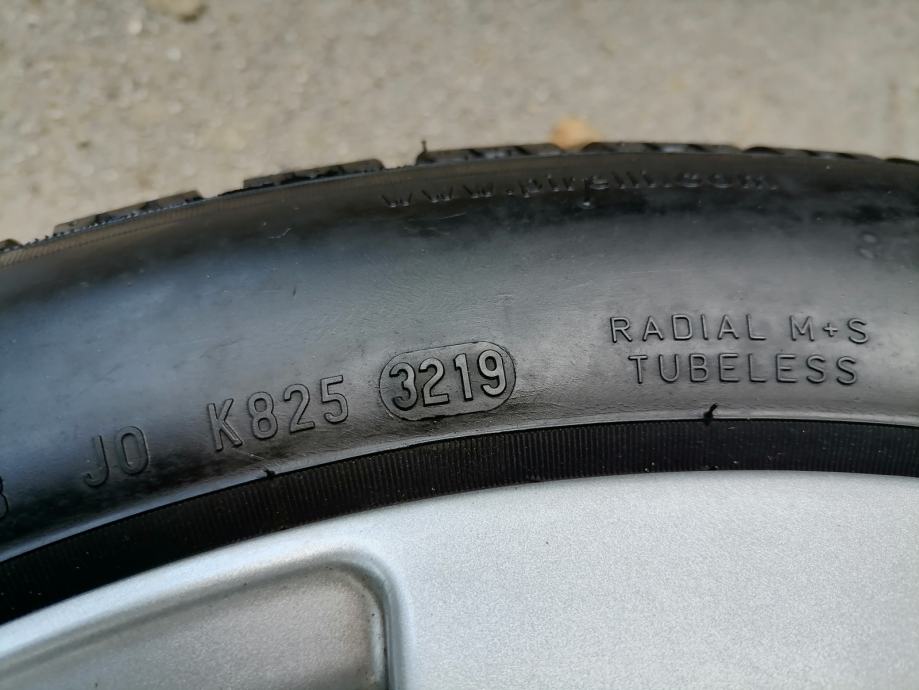 www.pirelli.com
RADIAL M+S
TUBELESS
JO K825 3219